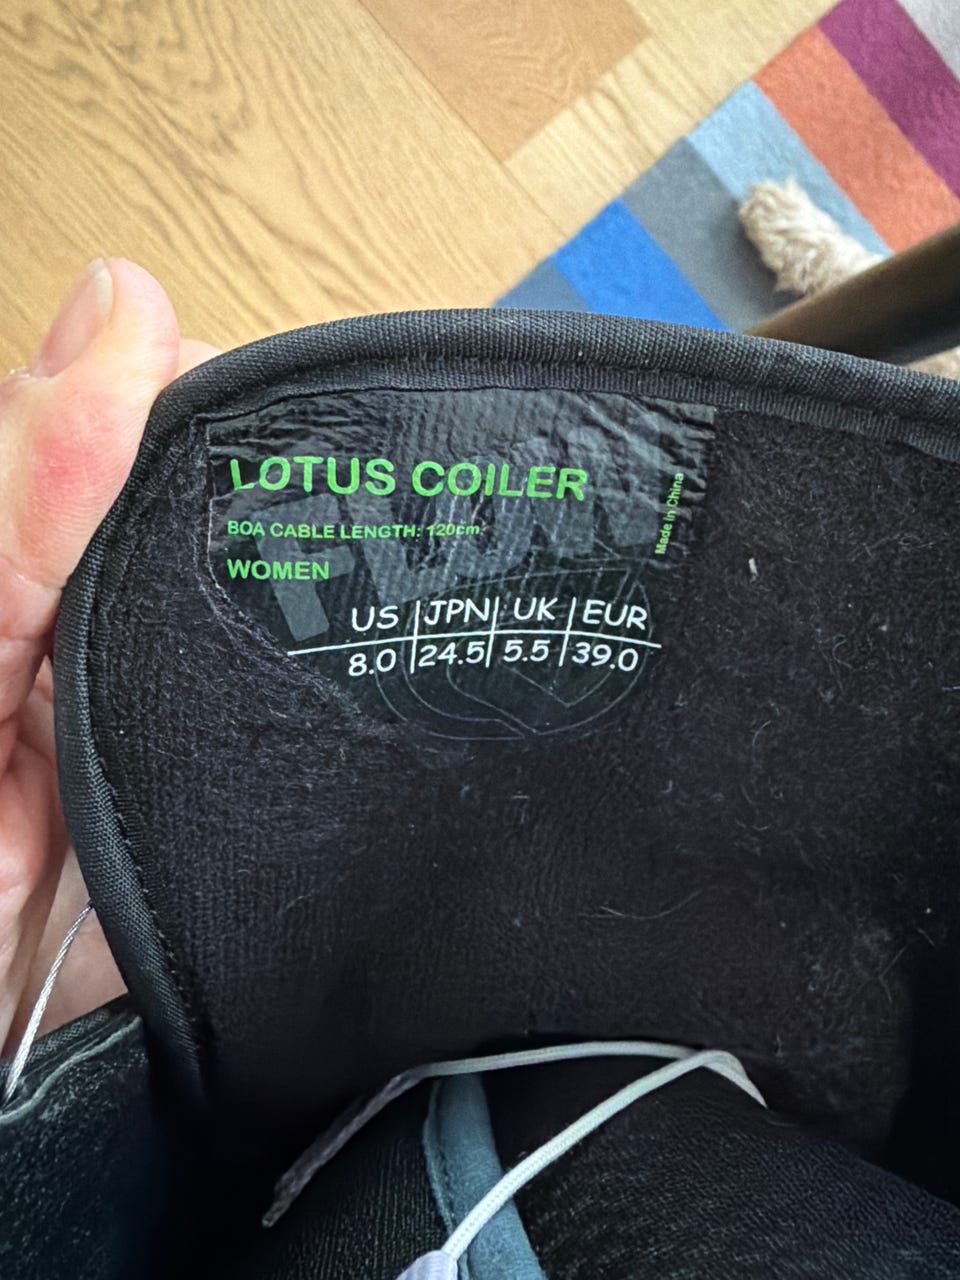 LOTUS COILER
BOA CABLE LENGTH: 120cm
WOMEN
US | JPN | UK | EUR
8.0 | 24.5 | 5.5 | 39.0
Made in China
FLOW